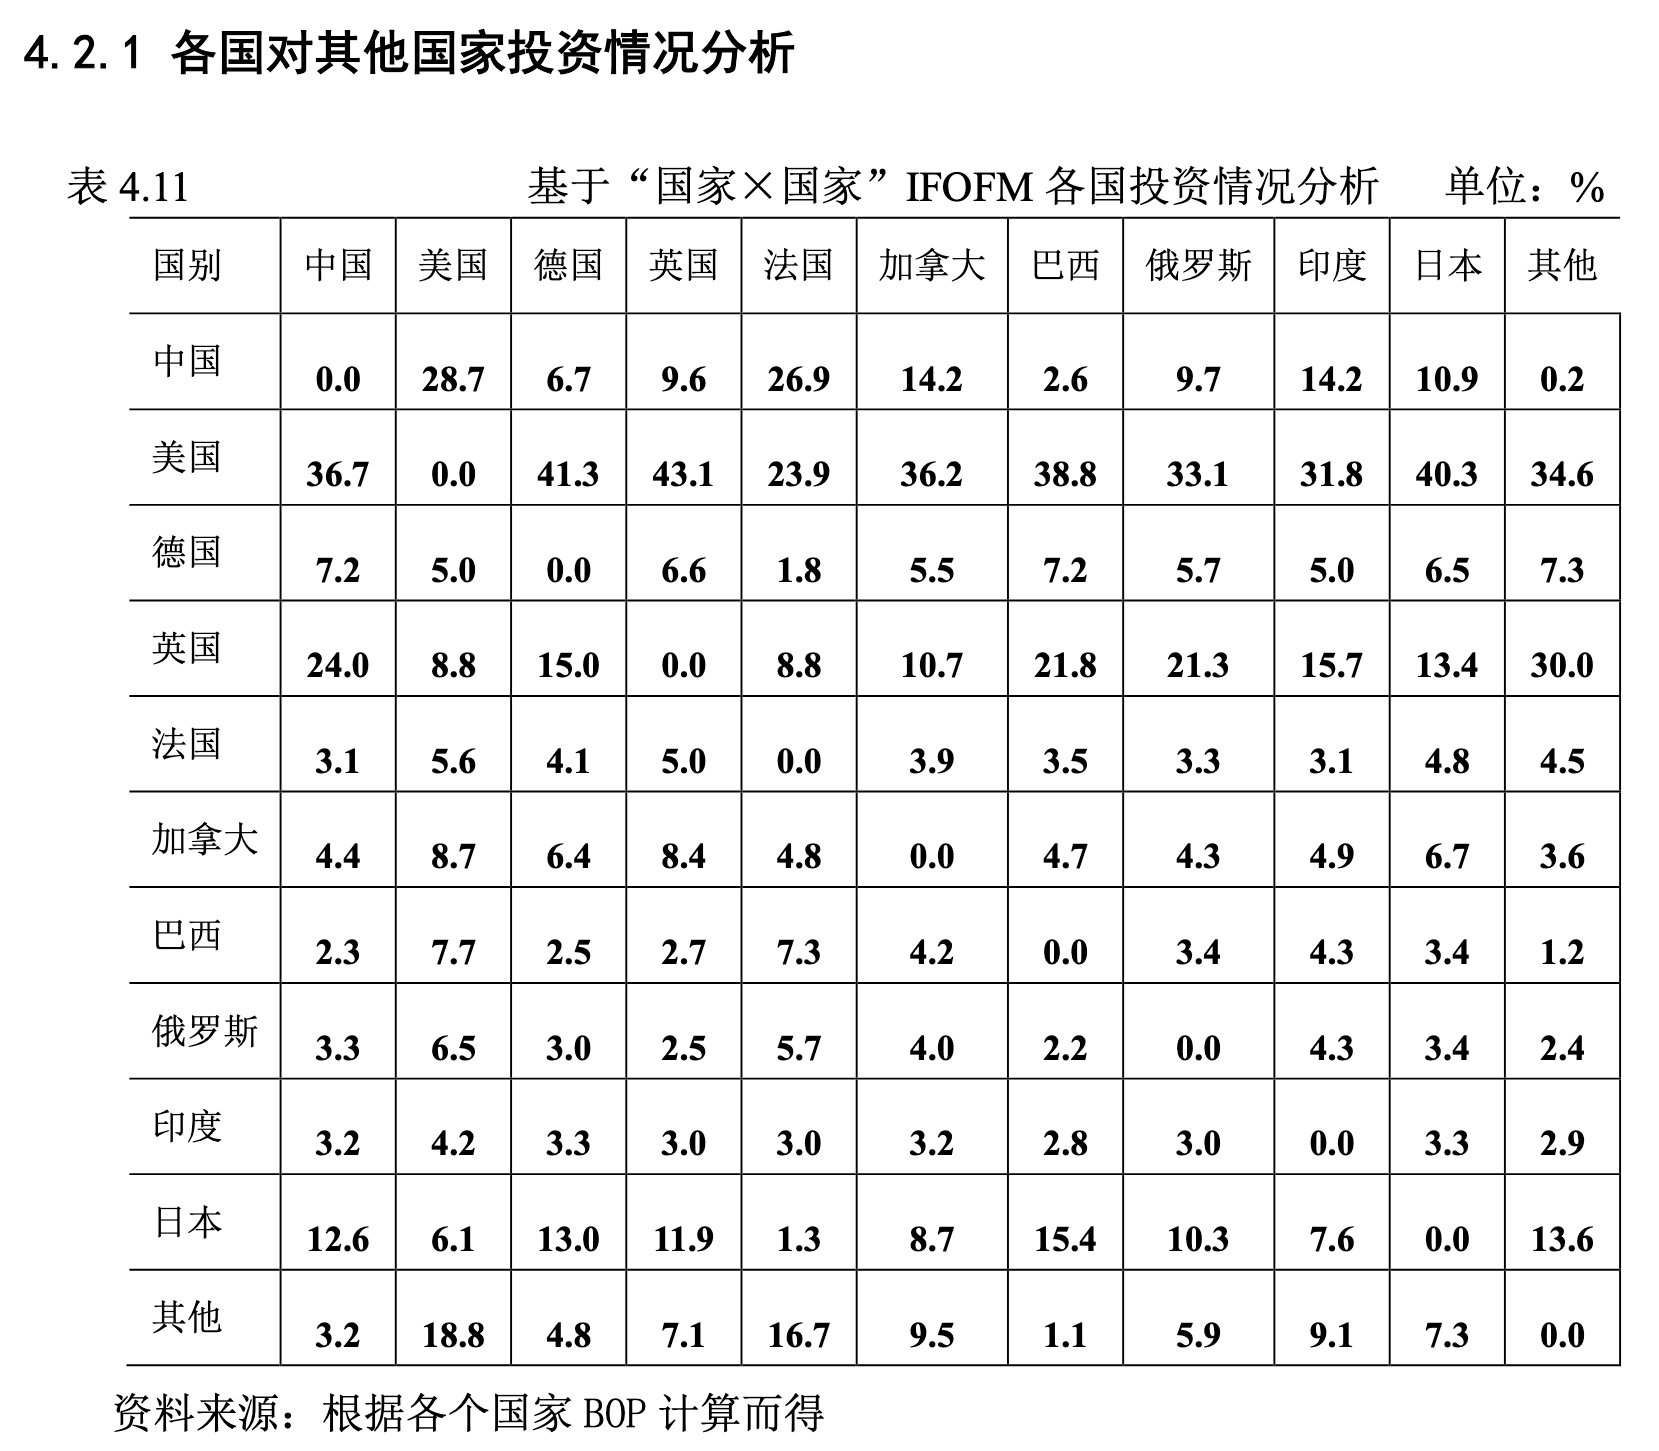 4.2.1 各国对其他国家投资情况分析
表 4.11 基于“国家×国家”IFOFM 各国投资情况分析 单位：%
国别 中国 美国 德国 英国 法国 加拿大 巴西 俄罗斯 印度 日本 其他
中国 0.0 28.7 6.7 9.6 26.9 14.2 2.6 9.7 14.2 10.9 0.2
美国 36.7 0.0 41.3 43.1 23.9 36.2 38.8 33.1 31.8 40.3 34.6
德国 7.2 5.0 0.0 6.6 1.8 5.5 7.2 5.7 5.0 6.5 7.3
英国 24.0 8.8 15.0 0.0 8.8 10.7 21.8 21.3 15.7 13.4 30.0
法国 3.1 5.6 4.1 5.0 0.0 3.9 3.5 3.3 3.1 4.8 4.5
加拿大 4.4 8.7 6.4 8.4 4.8 0.0 4.7 4.3 4.9 6.7 3.6
巴西 2.3 7.7 2.5 2.7 7.3 4.2 0.0 3.4 4.3 3.4 1.2
俄罗斯 3.3 6.5 3.0 2.5 5.7 4.0 2.2 0.0 4.3 3.4 2.4
印度 3.2 4.2 3.3 3.0 3.0 3.2 2.8 3.0 0.0 3.3 2.9
日本 12.6 6.1 13.0 11.9 1.3 8.7 15.4 10.3 7.6 0.0 13.6
其他 3.2 18.8 4.8 7.1 16.7 9.5 1.1 5.9 9.1 7.3 0.0
资料来源：根据各个国家 BOP 计算而得